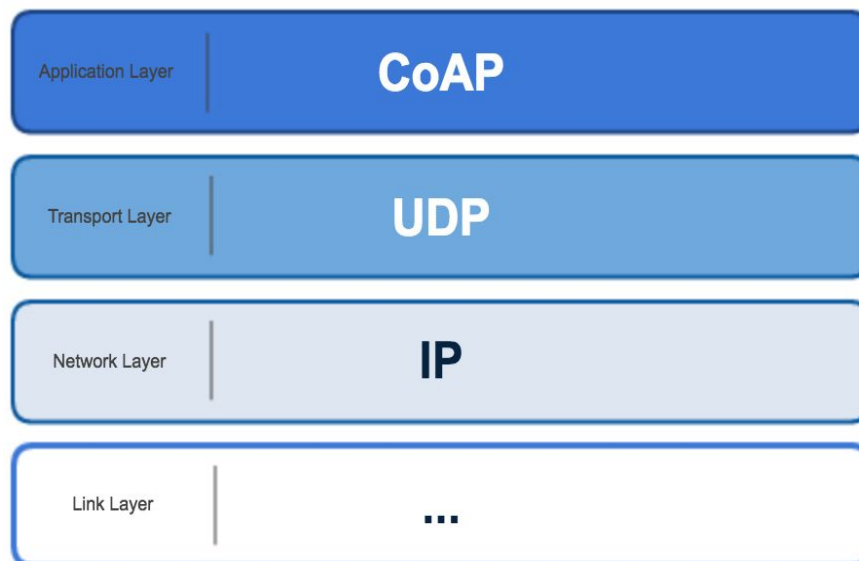 Application Layer
CoAP
Transport Layer
UDP
Network Layer
IP
Link Layer
...